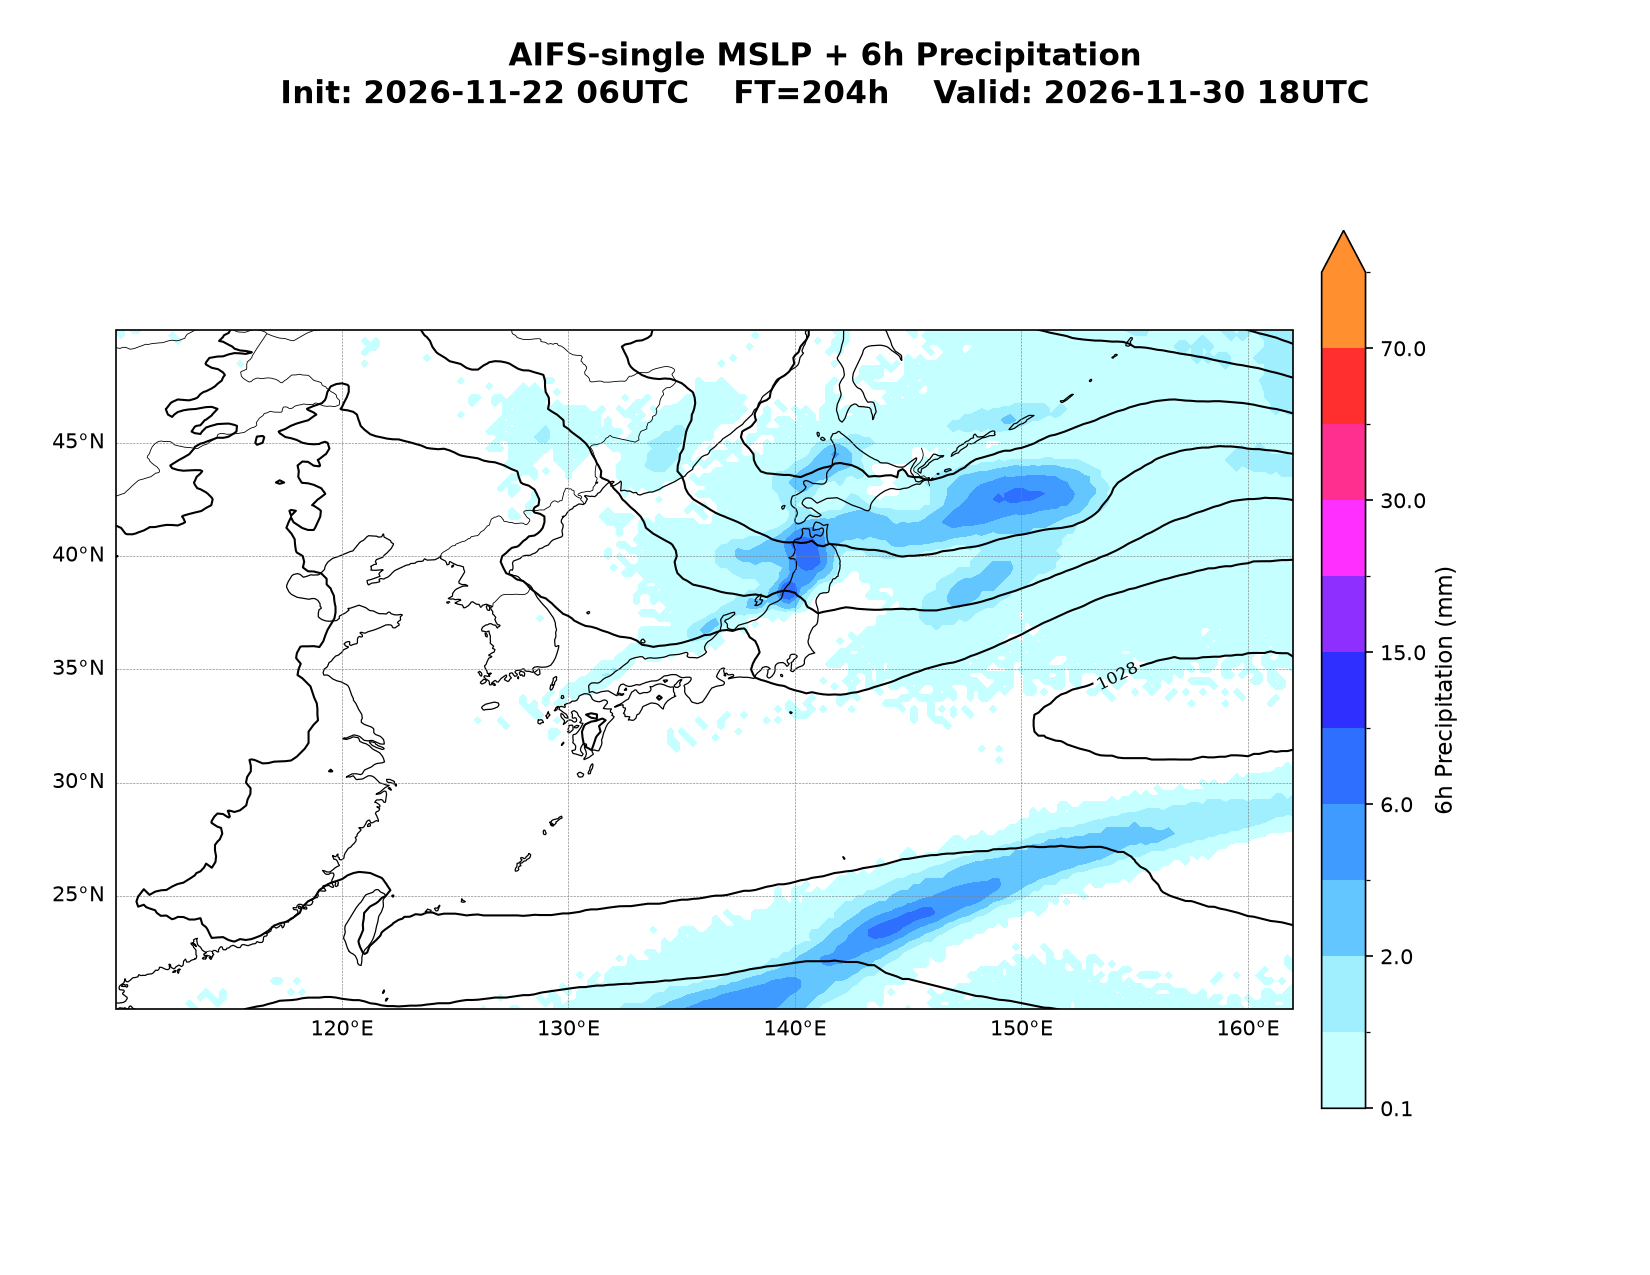 AIFS-single MSLP + 6h Precipitation
Init: 2026-11-22 06UTC    FT=204h    Valid: 2026-11-30 18UTC
70.0
45°N
30.0
40°N
15.0
35°N
1028
6h Precipitation (mm)
30°N
6.0
25°N
2.0
120°E
130°E
140°E
150°E
160°E
0.1